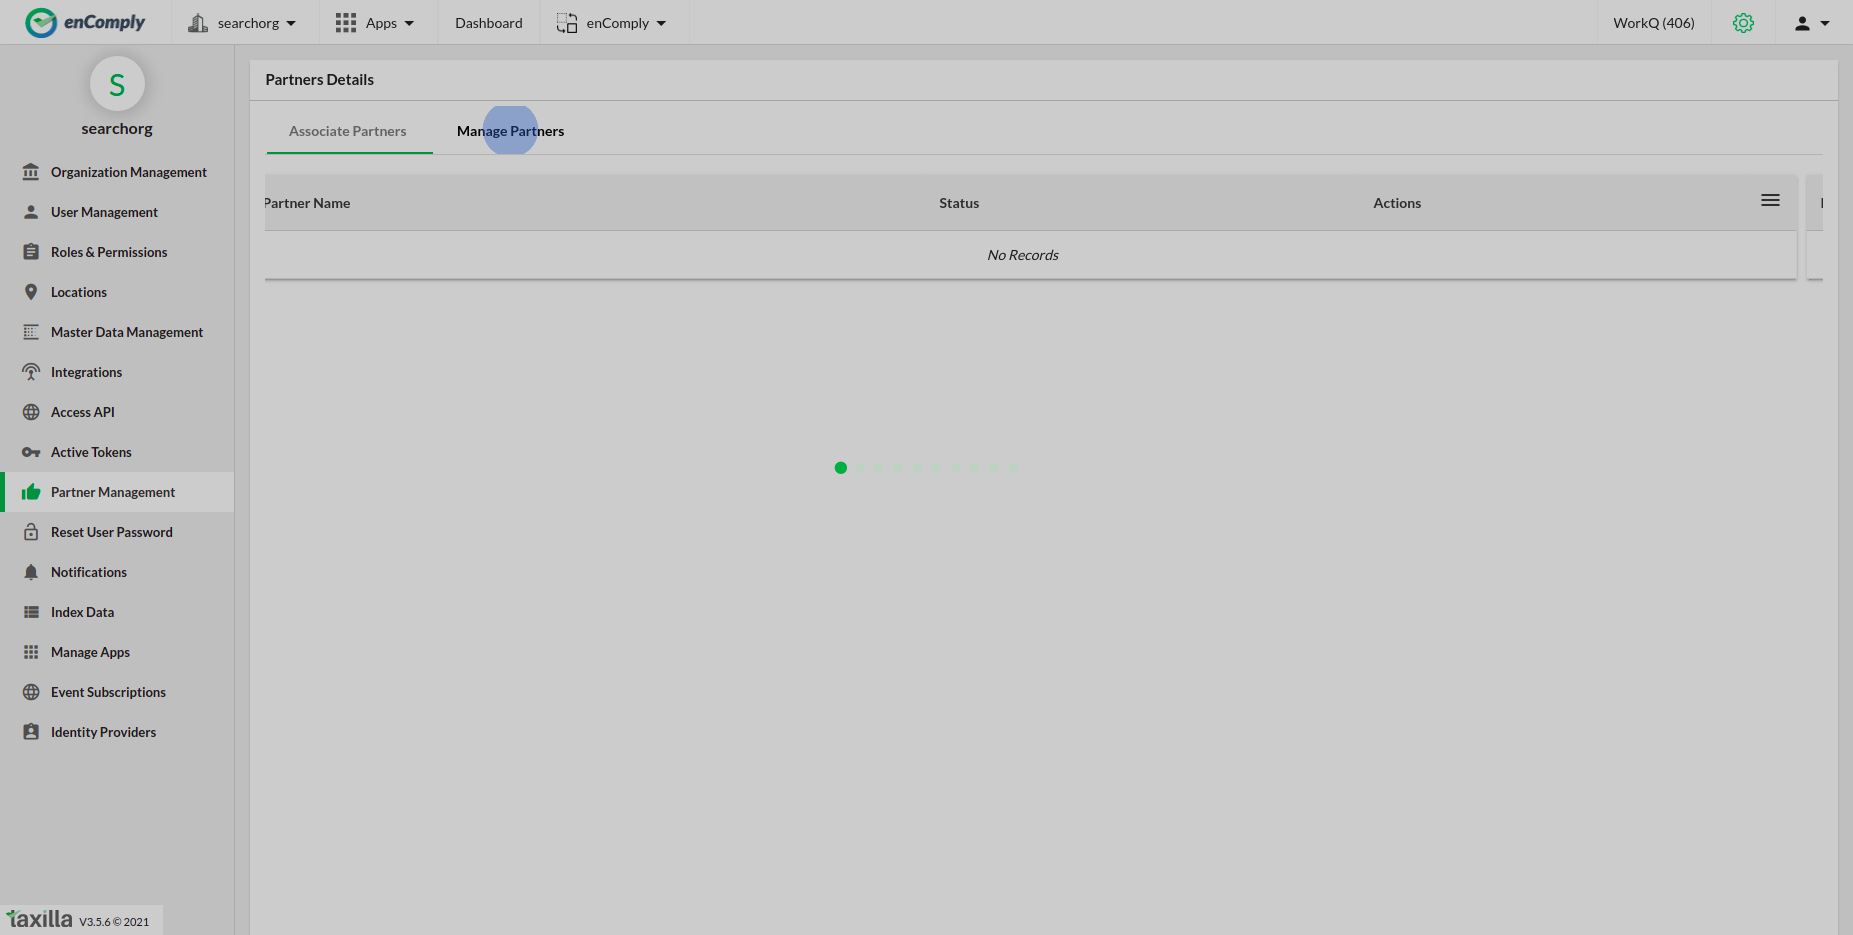 enComply
searchorg
Apps
Dashboard
enComply
WorkQ (406)
S
searchorg
Organization Management
User Management
Roles & Permissions
Locations
Master Data Management
Integrations
Access API
Active Tokens
Partner Management
Reset User Password
Notifications
Index Data
Manage Apps
Event Subscriptions
Identity Providers
taxilla V3.5.6 © 2021
Partners Details
Associate Partners
Manage Partners
Partner Name
Status
Actions
No Records